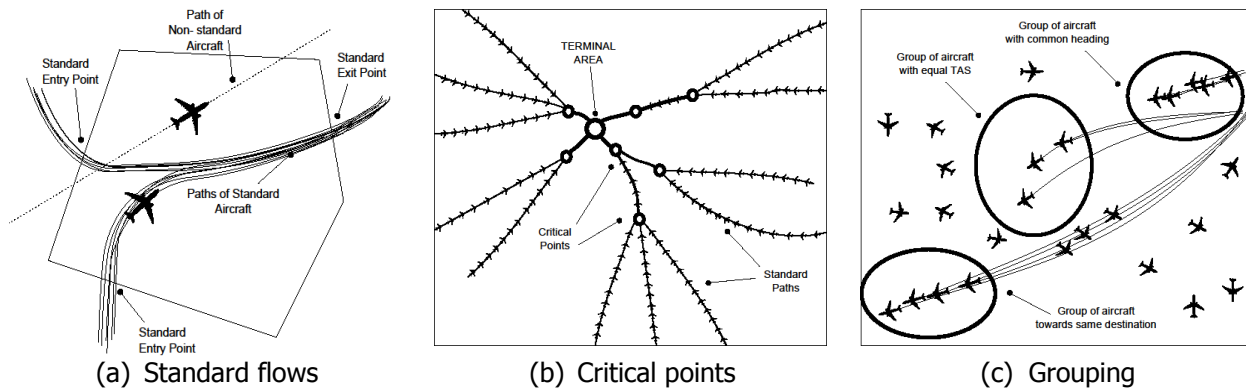 Path of
Non- standard
Aircraft
Standard
Entry Point
Standard
Exit Point
Paths of Standard
Aircraft
Standard
Entry Point
(a) Standard flows
TERMINAL
AREA
Critical
Points
Standard
Paths
(b) Critical points
Group of aircraft
with common heading
Group of aircraft
with equal TAS
Group of aircraft
towards same destination
(c) Grouping